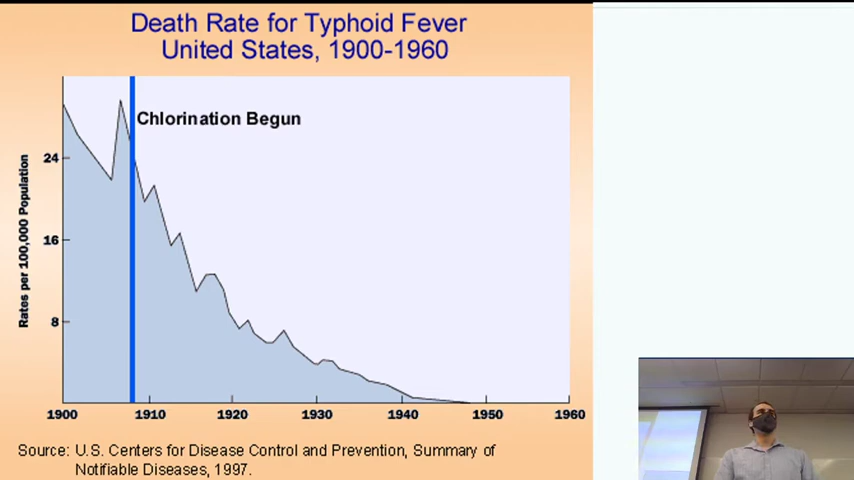 Death Rate for Typhoid Fever
United States, 1900-1960
Chlorination Begun
Rates per 100,000 Population
24
16
8
1900 1910 1920 1930 1940 1950 1960
Source: U.S. Centers for Disease Control and Prevention, Summary of
Notifiable Diseases, 1997.